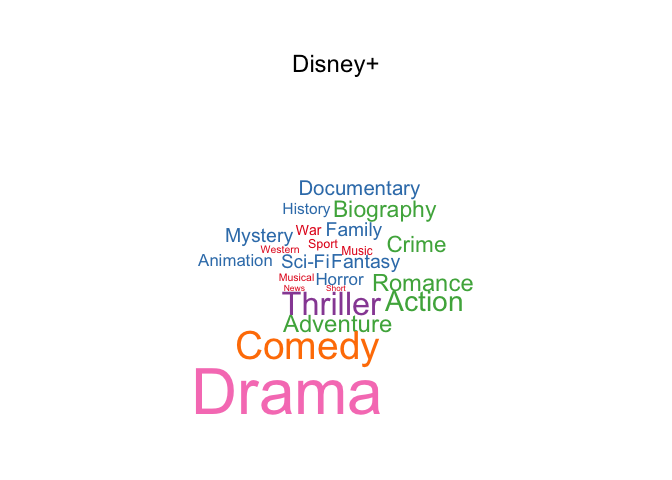 Disney+
Documentary
History Biography
War Family
Mystery
Sport Crime
Western Music
Animation Sci-Fi Fantasy
Musical Horror Romance
News Short
Thriller Action
Adventure
Comedy
Drama